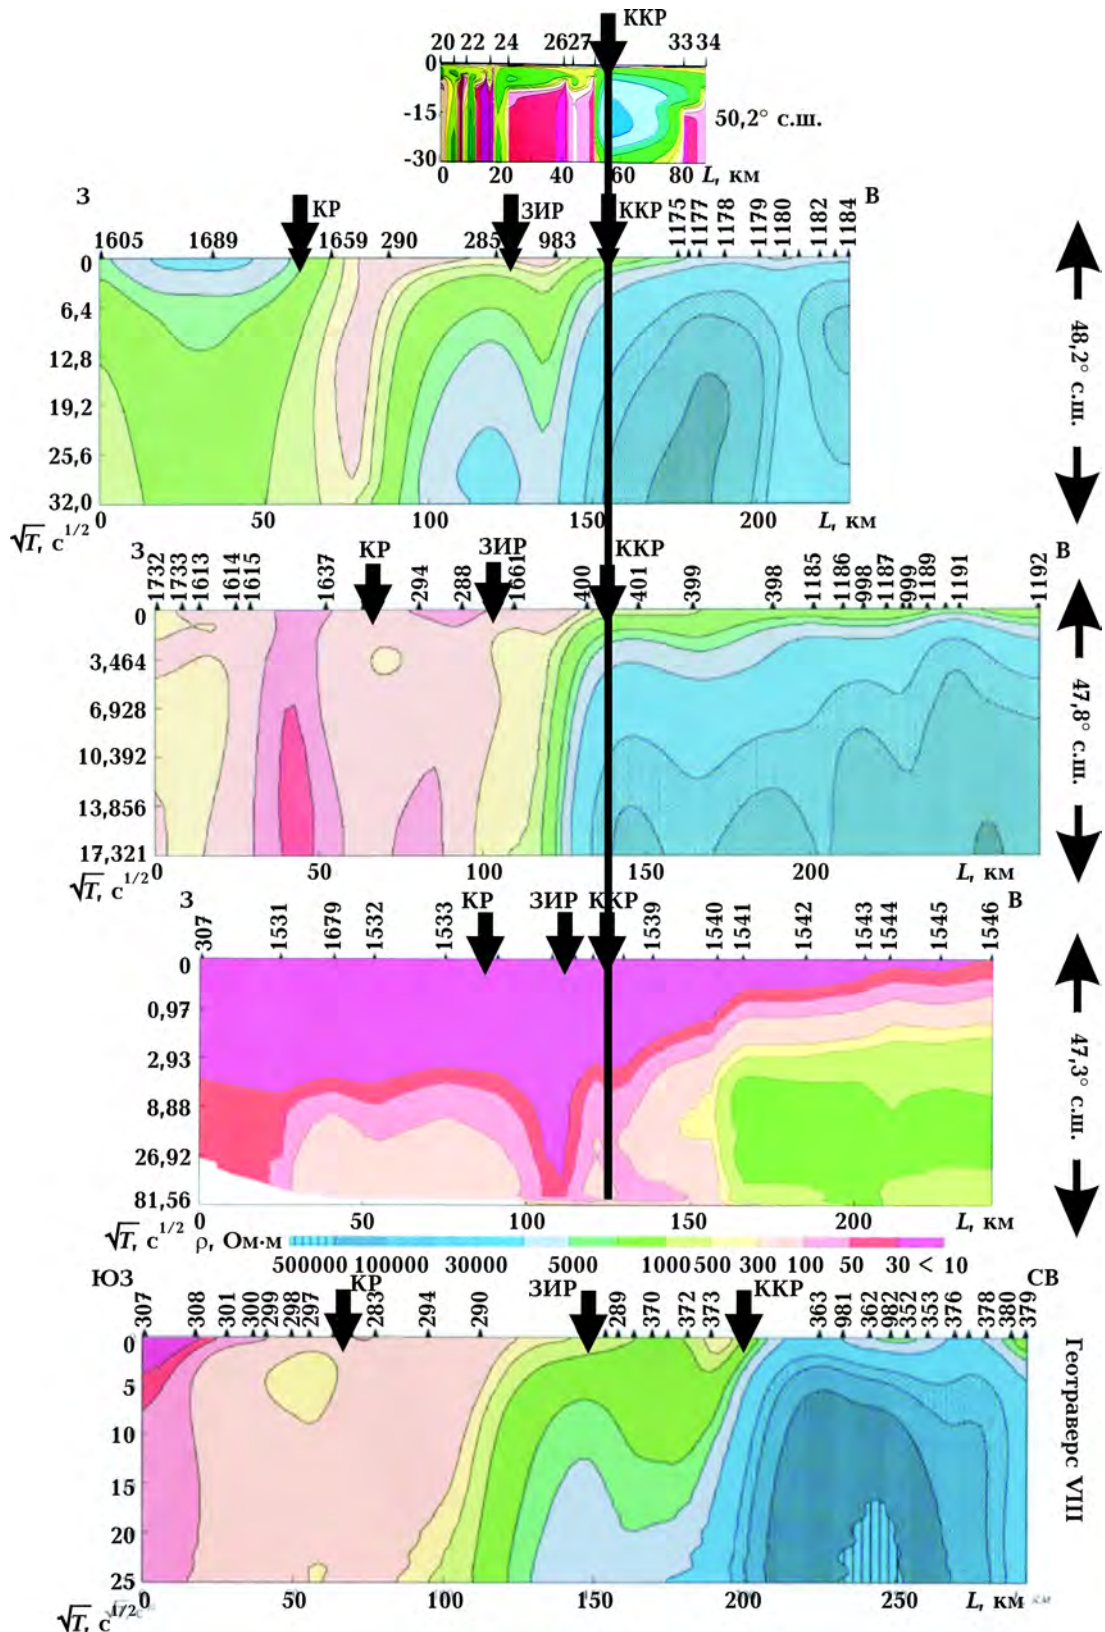 ККР
20 22 24 2627 33 34
0
-15
-30
50,2° с.ш.
0 20 40 60 80 L, км
З КР ЗИР ККР В
1605 1689 1659 290 285 983 1175 1177 1178 1179 1180 1182 1184
0
6,4
12,8
19,2
25,6
32,0
48,2° с.ш.
0 50 100 150 200 L, км
√T, с1/2
З КР ЗИР ККР В
1732 1733 1613 1614 1615 1637 294 288 1661 400 401 399 398 1185 1186 998 1187 999 1189 1191 1192
0
3,464
6,928
10,392
13,856
17,321
47,8° с.ш.
0 50 100 150 200 L, км
√T, с1/2
З КР ЗИР ККР В
307 1531 1679 1532 1533 1539 1540 1541 1542 1543 1544 1545 1546
0
0,97
2,93
8,88
26,92
81,56
47,3° с.ш.
0 50 100 150 200 L, км
√T, с1/2 ρ, Ом·м
500000 100000 30000 5000 1000 500 300 100 50 30 < 10
ЮЗ КР ЗИР ККР СВ
307 308 301 300 299 298 297 283 294 290 289 370 372 373 363 981 362 982 352 353 376 378 380 379
0
5
10
15
20
25
Геотраверс VIII
0 50 100 150 200 250 L, км км
√T, с1/2